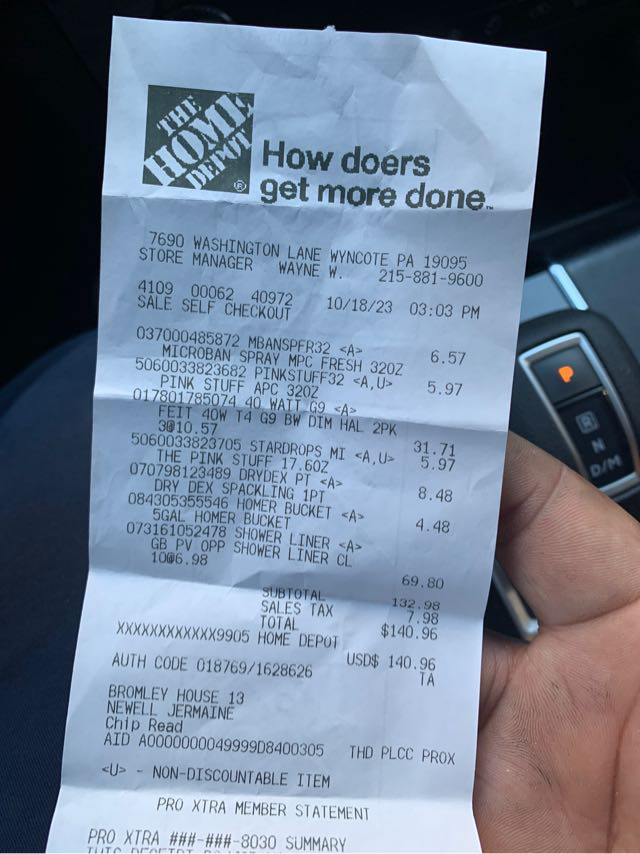 THE
HOME
DEPOT
®
How doers
get more done.™
7690 WASHINGTON LANE WYNCOTE PA 19095
STORE MANAGER WAYNE W. 215-881-9600
4109 00062 40972 10/18/23 03:03 PM
SALE SELF CHECKOUT
037000485872 MBANSPFR32 <A> 6.57
MICROBAN SPRAY MPC FRESH 32OZ
5060033823682 PINKSTUFF32 <A,U> 5.97
PINK STUFF APC 32OZ
017801785074 40 WATT G9 <A>
FEIT 40W T4 G9 BW DIM HAL 2PK
3@10.57 31.71
5060033823705 STARDROPS MI <A,U> 5.97
THE PINK STUFF 17.6OZ
070798123489 DRYDEX PT <A> 8.48
DRY DEX SPACKLING 1PT
084305355546 HOMER BUCKET <A> 4.48
5GAL HOMER BUCKET
073161052478 SHOWER LINER <A>
GB PV OPP SHOWER LINER CL
10@6.98 69.80
SUBTOTAL 132.98
SALES TAX 7.98
TOTAL $140.96
XXXXXXXXXXXX9905 HOME DEPOT
USD$ 140.96
AUTH CODE 018769/1628626 TA
BROMLEY HOUSE 13
NEWELL JERMAINE
Chip Read
AID A0000000049999D8400305 THD PLCC PROX
<U> - NON-DISCOUNTABLE ITEM
PRO XTRA MEMBER STATEMENT
PRO XTRA ###-###-8030 SUMMARY
THIS RECEIPT
P
R
N
D/M